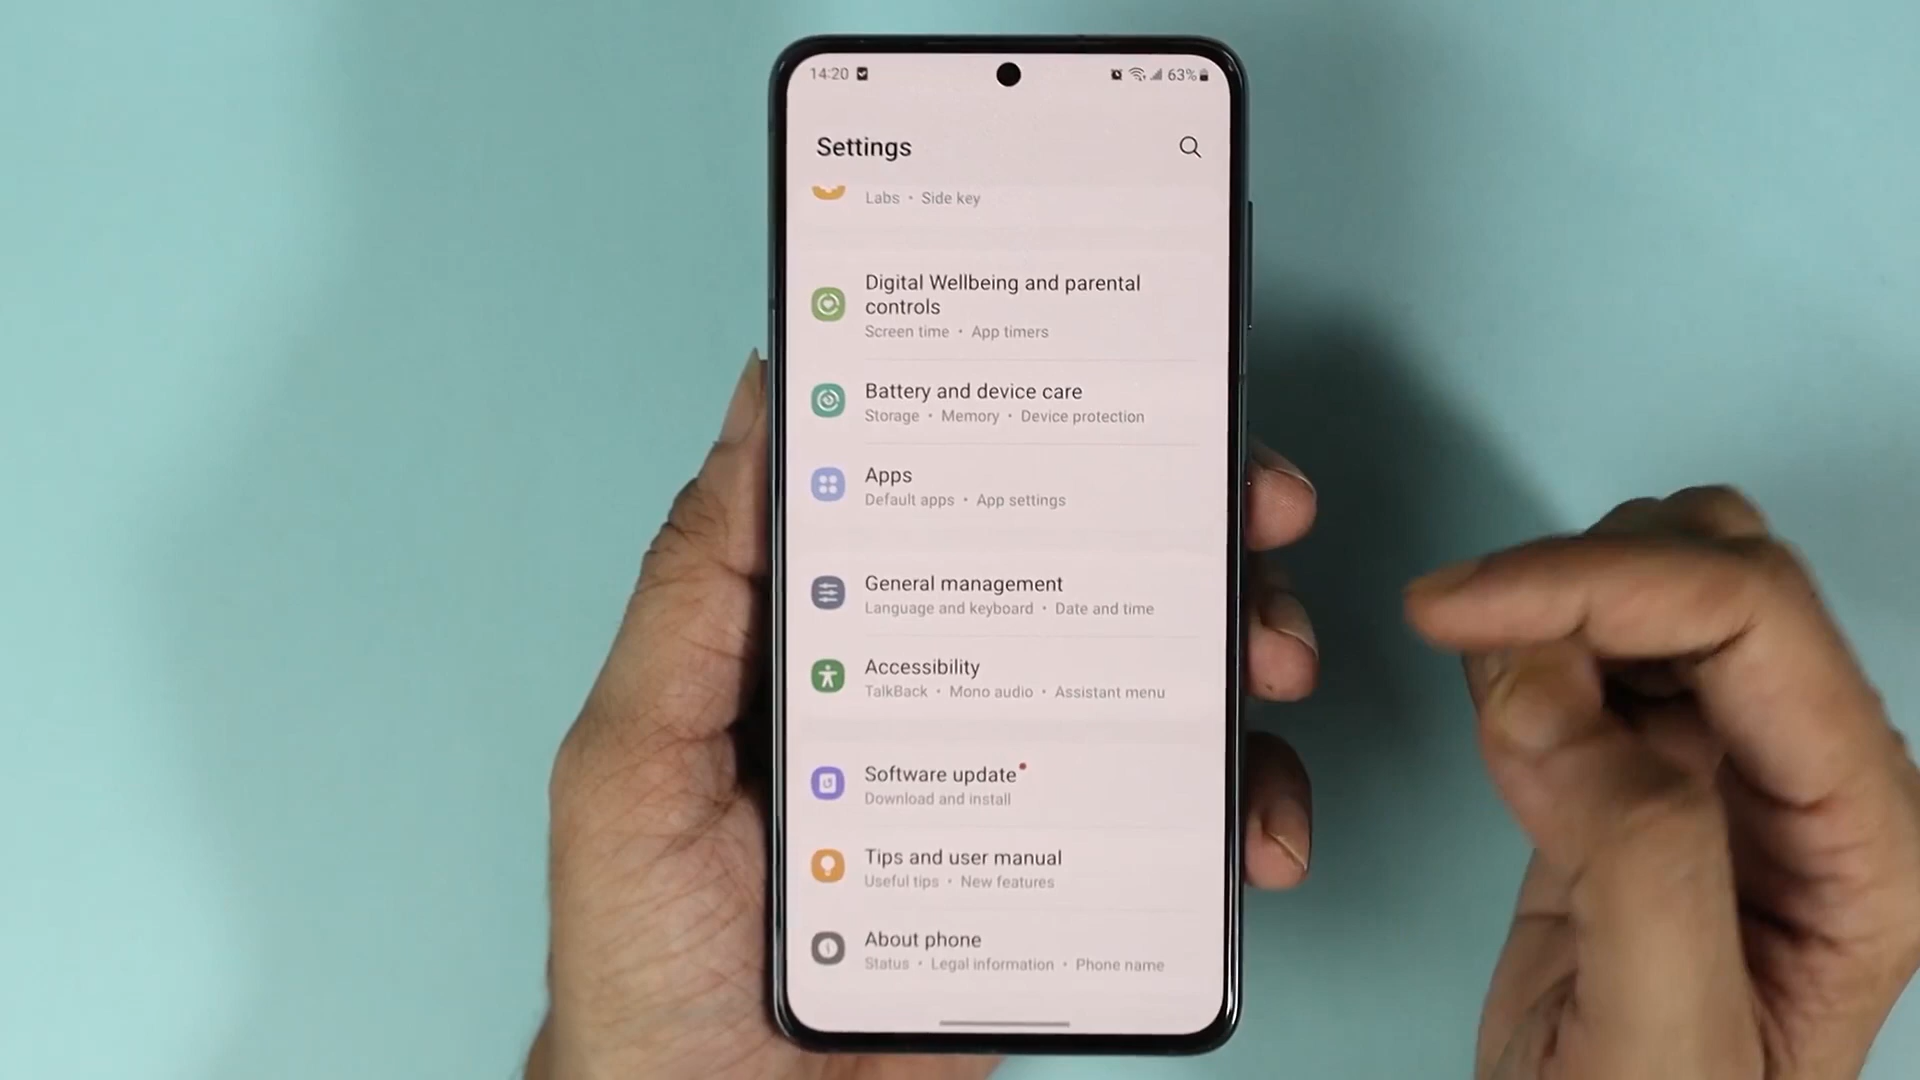 14:20
63%
Settings
Labs • Side key
Digital Wellbeing and parental
controls
Screen time • App timers
Battery and device care
Storage • Memory • Device protection
Apps
Default apps • App settings
General management
Language and keyboard • Date and time
Accessibility
TalkBack • Mono audio • Assistant menu
Software update
Download and install
Tips and user manual
Useful tips • New features
About phone
Status • Legal information • Phone name